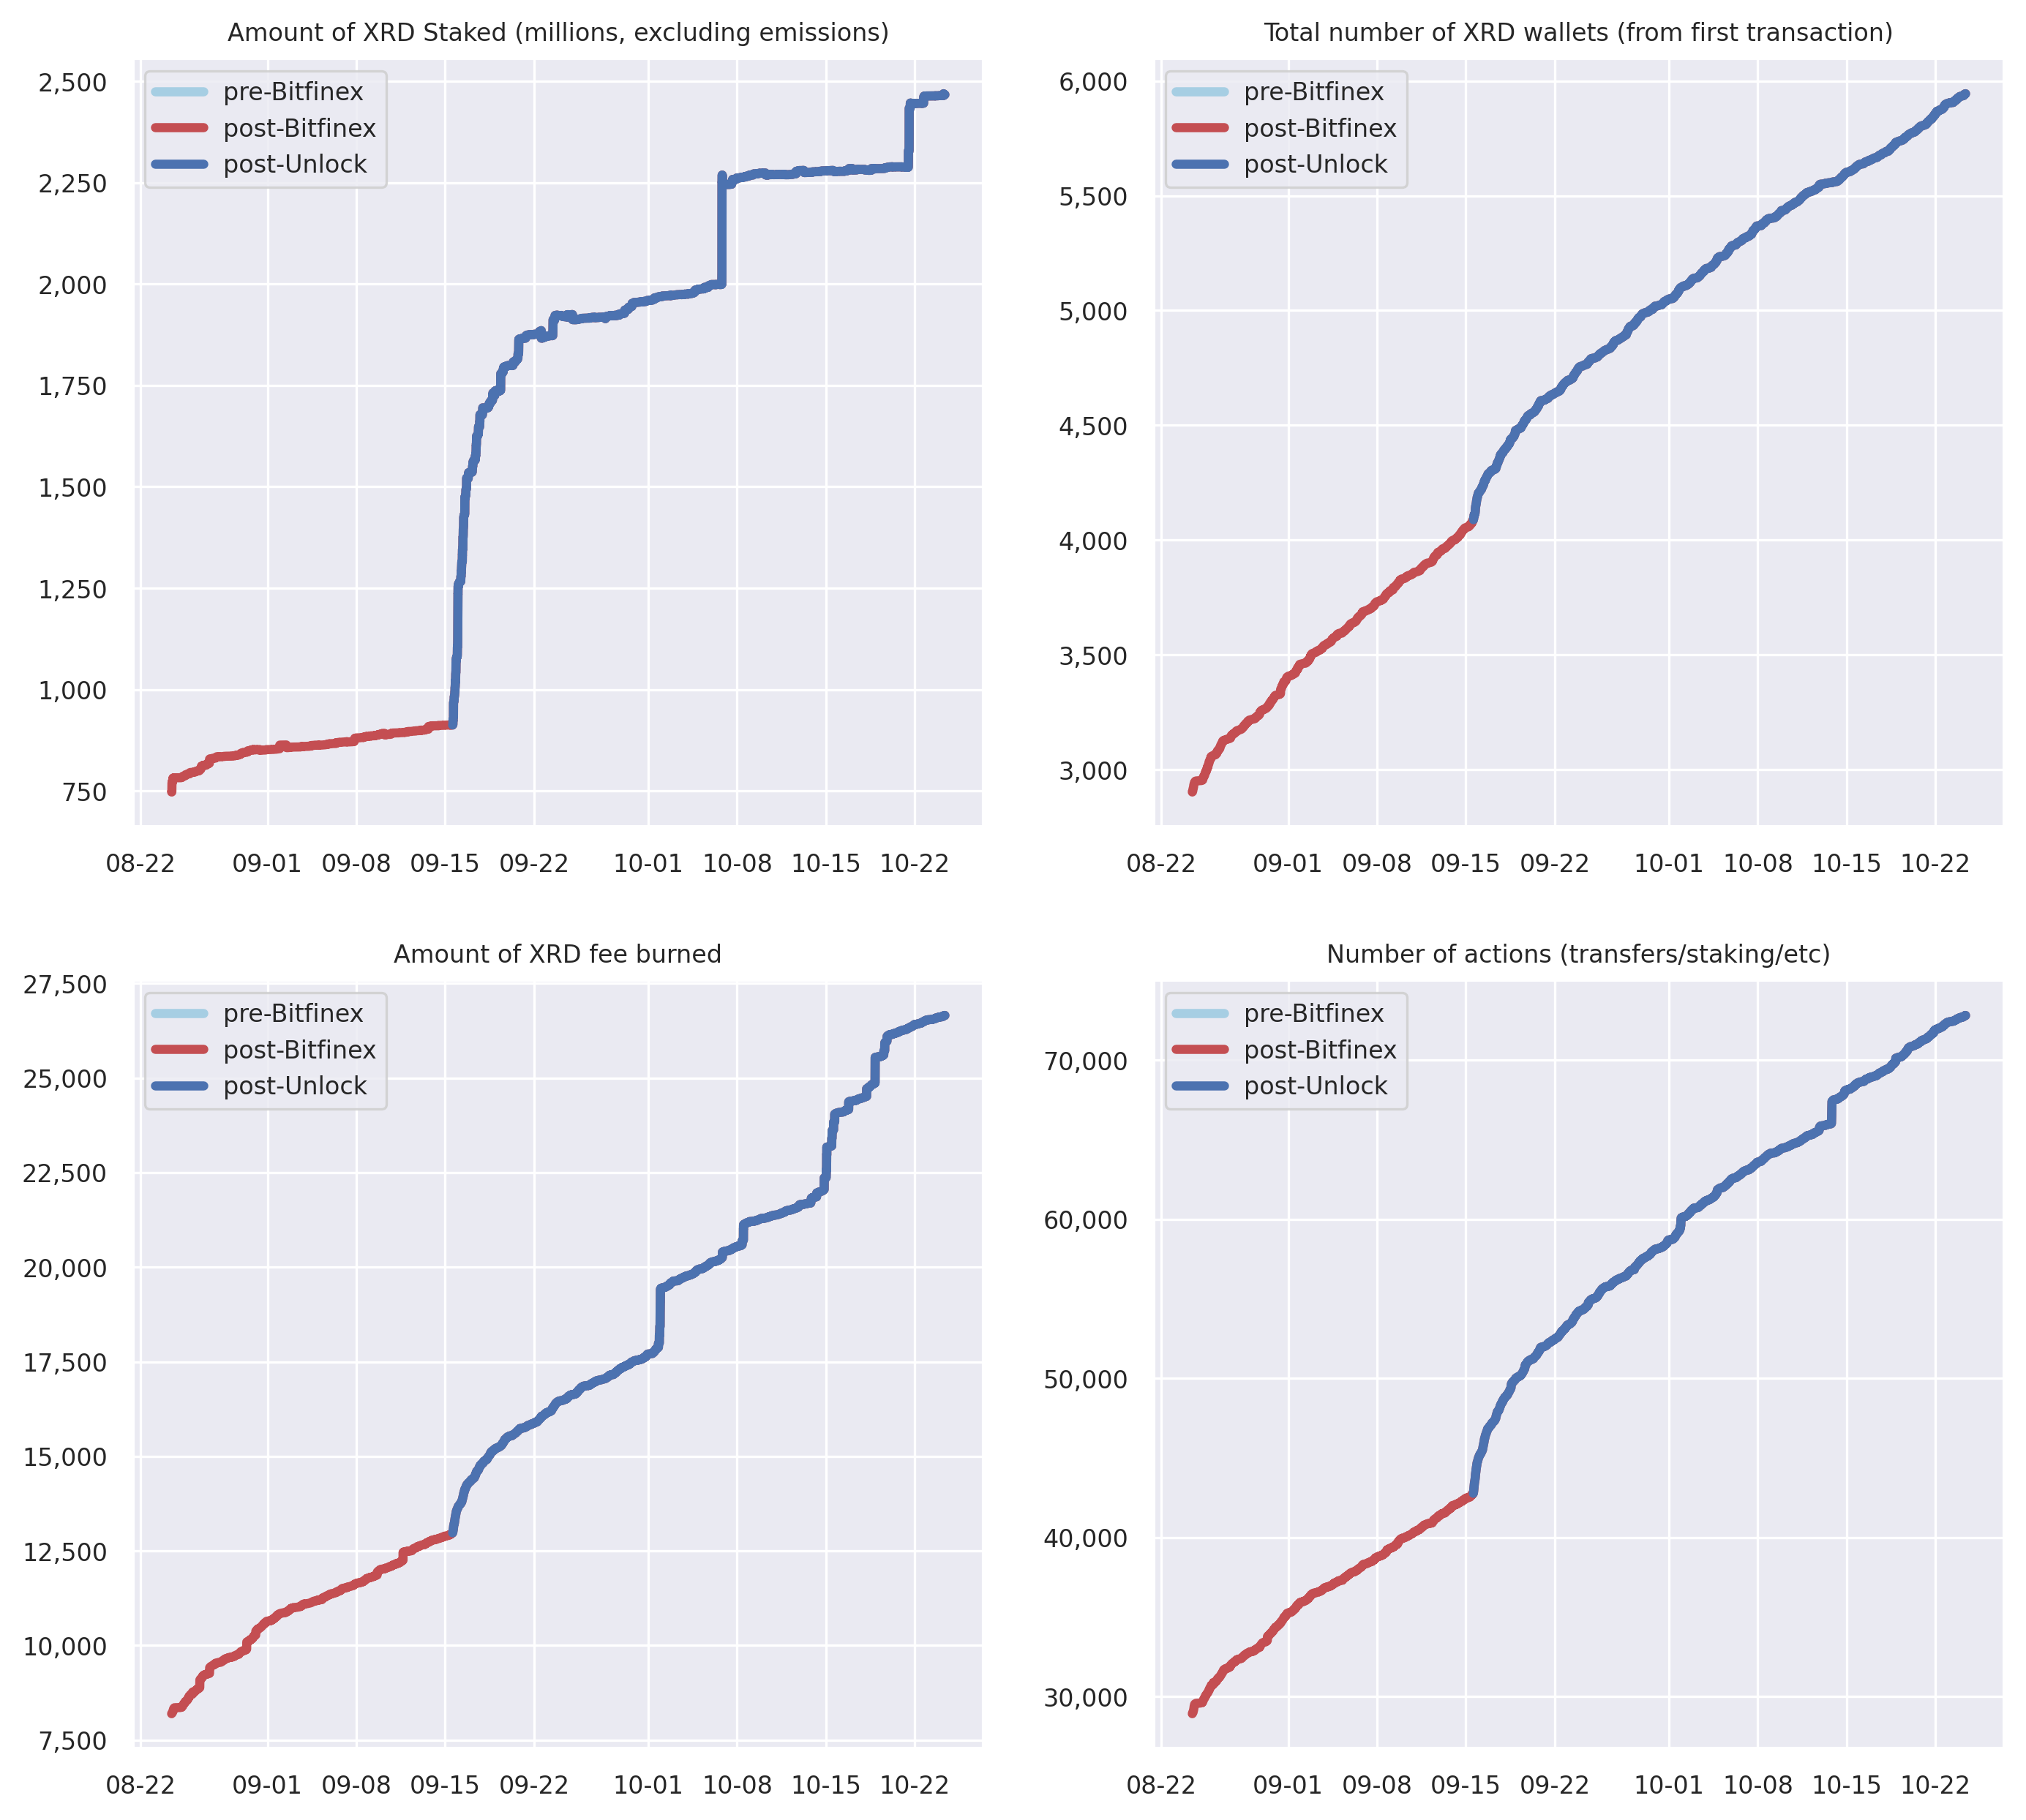 Amount of XRD Staked (millions, excluding emissions)
2,500
2,250
2,000
1,750
1,500
1,250
1,000
750
pre-Bitfinex
post-Bitfinex
post-Unlock
08-22 09-01 09-08 09-15 09-22 10-01 10-08 10-15 10-22
Total number of XRD wallets (from first transaction)
6,000
5,500
5,000
4,500
4,000
3,500
3,000
pre-Bitfinex
post-Bitfinex
post-Unlock
08-22 09-01 09-08 09-15 09-22 10-01 10-08 10-15 10-22
Amount of XRD fee burned
27,500
25,000
22,500
20,000
17,500
15,000
12,500
10,000
7,500
pre-Bitfinex
post-Bitfinex
post-Unlock
08-22 09-01 09-08 09-15 09-22 10-01 10-08 10-15 10-22
Number of actions (transfers/staking/etc)
70,000
60,000
50,000
40,000
30,000
pre-Bitfinex
post-Bitfinex
post-Unlock
08-22 09-01 09-08 09-15 09-22 10-01 10-08 10-15 10-22